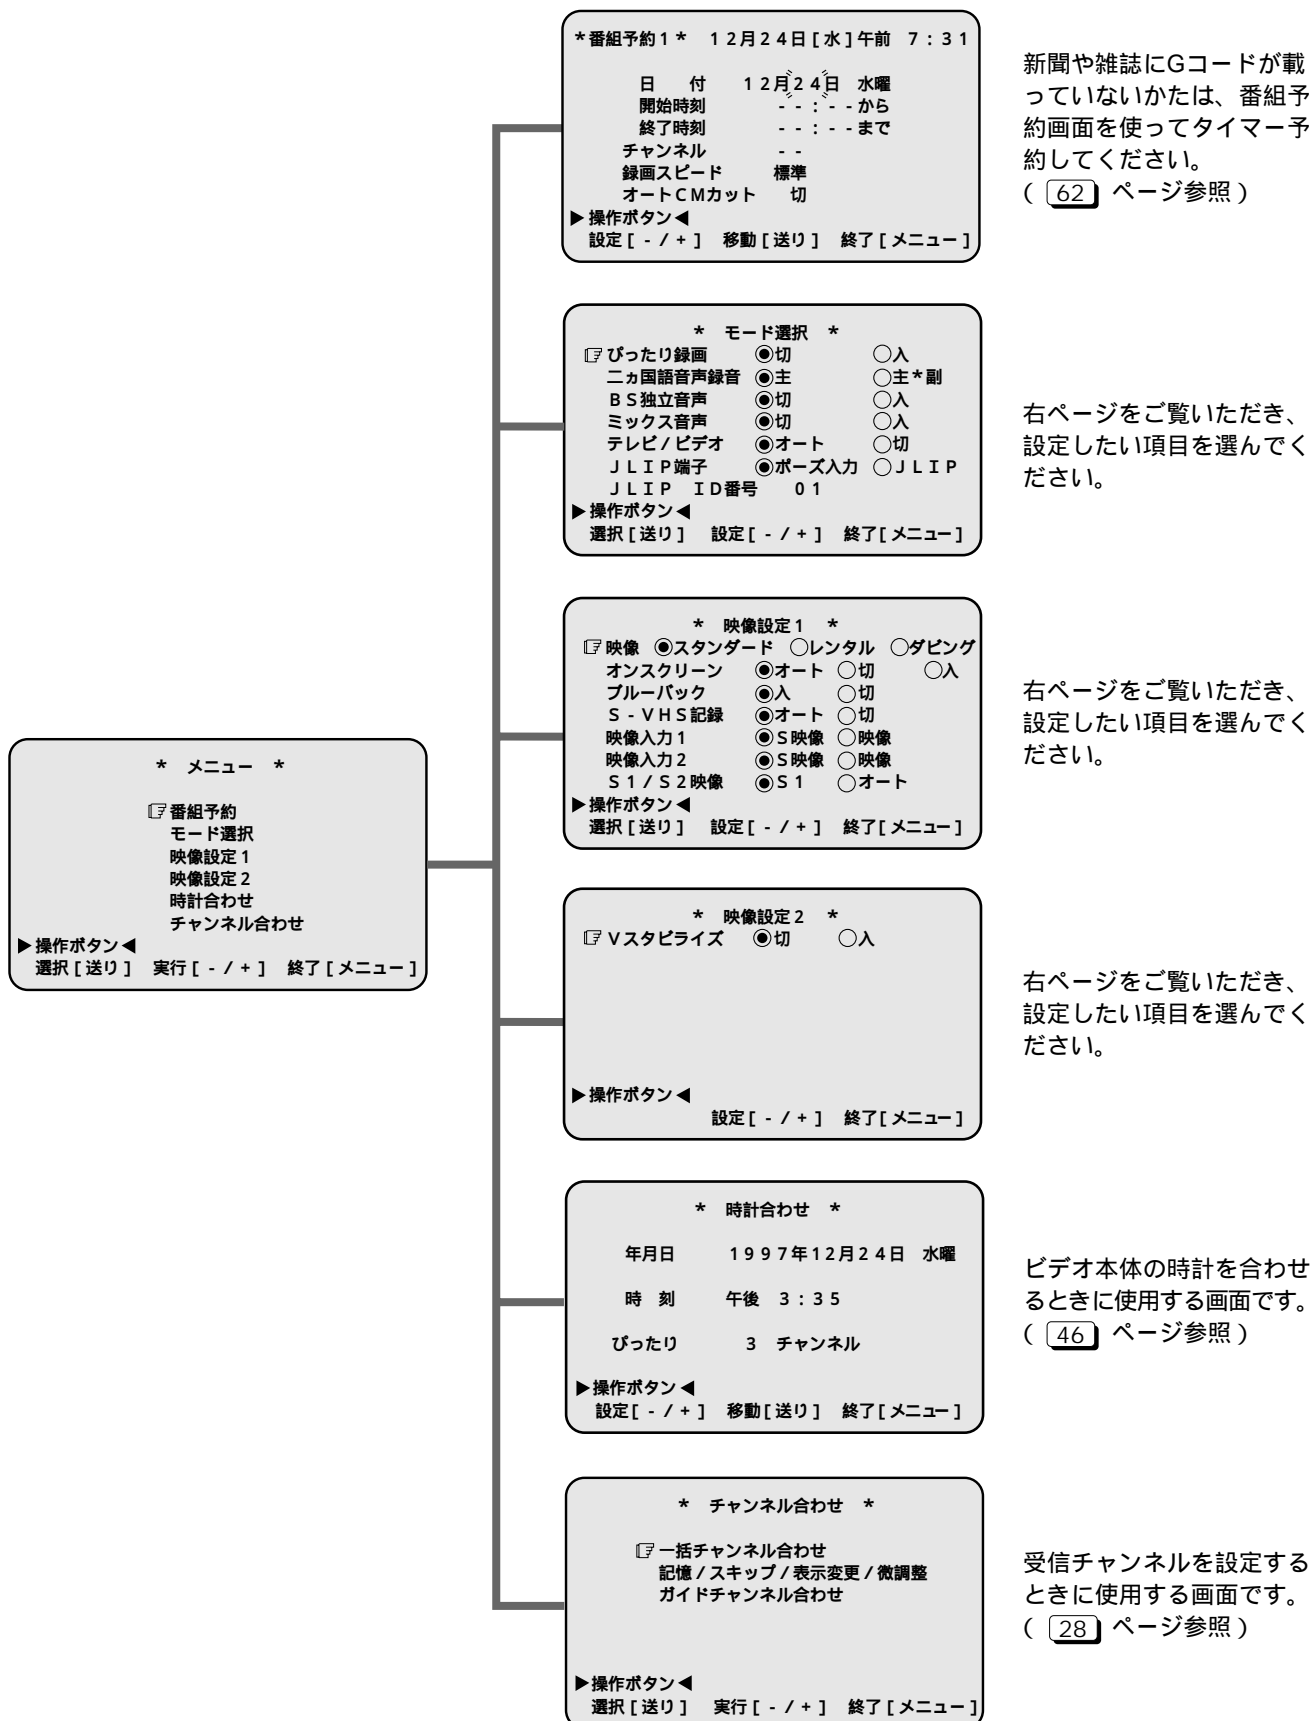 *番組予約1* 12月24日[水]午前 7:31
日 付 12月24日 水曜
開始時刻 --:--から
終了時刻 --:--まで
チャンネル --
録画スピード 標準
オートCMカット 切
▶操作ボタン◀
設定[-/+] 移動[送り] 終了[メニュー]
新聞や雑誌にGコードが載
っていないかたは、番組予
約画面を使ってタイマー予
約してください。
( 62 ページ参照)
* モード選択 *
☞ぴったり録画 ◉切 ○入
二ヵ国語音声録音 ◉主 ○主*副
BS独立音声 ◉切 ○入
ミックス音声 ◉切 ○入
テレビ/ビデオ ◉オート ○切
JLIP端子 ◉ポーズ入力 ○JLIP
JLIP ID番号 01
▶操作ボタン◀
選択[送り] 設定[-/+] 終了[メニュー]
右ページをご覧いただき、
設定したい項目を選んでく
ださい。
* 映像設定1 *
☞映像 ◉スタンダード ○レンタル ○ダビング
オンスクリーン ◉オート ○切 ○入
ブルーバック ◉入 ○切
S-VHS記録 ◉オート ○切
映像入力1 ◉S映像 ○映像
映像入力2 ◉S映像 ○映像
S1/S2映像 ◉S1 ○オート
▶操作ボタン◀
選択[送り] 設定[-/+] 終了[メニュー]
右ページをご覧いただき、
設定したい項目を選んでく
ださい。
* メニュー *
☞番組予約
モード選択
映像設定1
映像設定2
時計合わせ
チャンネル合わせ
▶操作ボタン◀
選択[送り] 実行[-/+] 終了[メニュー]
* 映像設定2 *
☞Vスタビライズ ◉切 ○入
▶操作ボタン◀
設定[-/+] 終了[メニュー]
右ページをご覧いただき、
設定したい項目を選んでく
ださい。
* 時計合わせ *
年月日 1997年12月24日 水曜
時 刻 午後 3:35
ぴったり 3 チャンネル
▶操作ボタン◀
設定[-/+] 移動[送り] 終了[メニュー]
ビデオ本体の時計を合わせ
るときに使用する画面です。
( 46 ページ参照)
* チャンネル合わせ *
☞一括チャンネル合わせ
記憶/スキップ/表示変更/微調整
ガイドチャンネル合わせ
▶操作ボタン◀
選択[送り] 実行[-/+] 終了[メニュー]
受信チャンネルを設定する
ときに使用する画面です。
( 28 ページ参照)